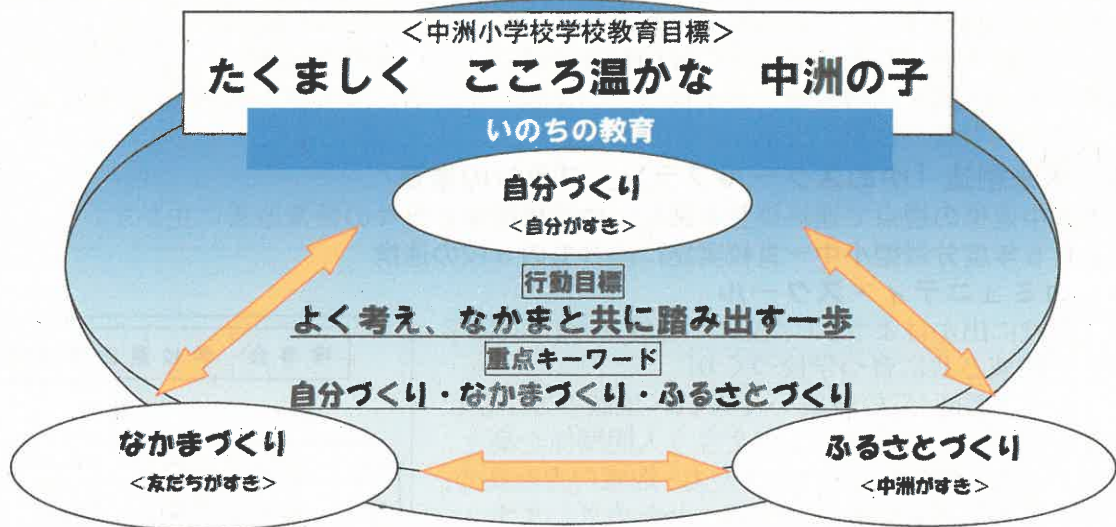 ＜中洲小学校学校教育目標＞
たくましく　こころ温かな　中洲の子
いのちの教育
自分づくり
＜自分がすき＞
行動目標
よく考え、なかまと共に踏み出す一歩
重点キーワード
自分づくり・なかまづくり・ふるさとづくり
なかまづくり
＜友だちがすき＞
ふるさとづくり
＜中洲がすき＞